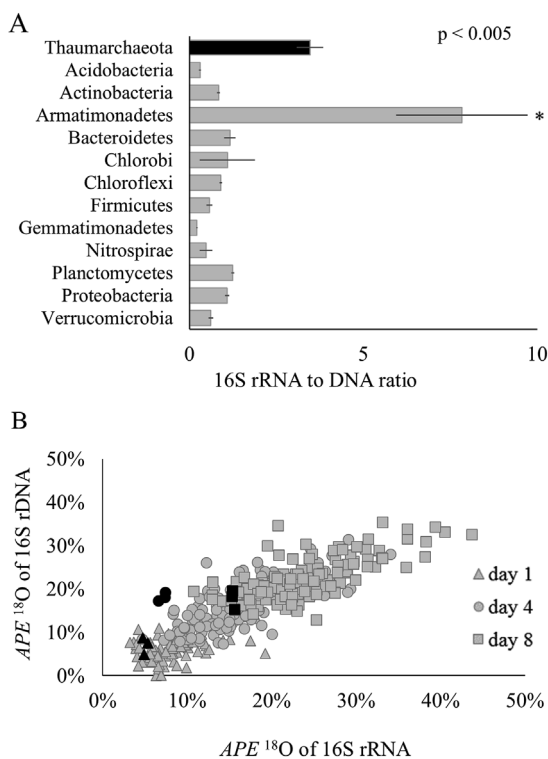 A
p < 0.005
Thaumarchaeota
Acidobacteria
Actinobacteria
Armatimonadetes
*
Bacteroidetes
Chlorobi
Chloroflexi
Firmicutes
Gemmatimonadetes
Nitrospirae
Planctomycetes
Proteobacteria
Verrucomicrobia
0 5 10
16S rRNA to DNA ratio
B
APE ¹⁸O of 16S rDNA
50%
40%
30%
20%
10%
0%
day 1
day 4
day 8
0% 10% 20% 30% 40% 50%
APE ¹⁸O of 16S rRNA